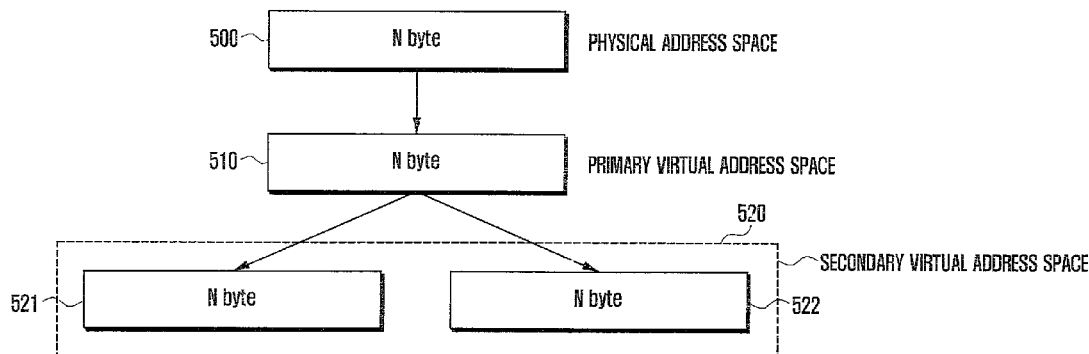 500
N byte
PHYSICAL ADDRESS SPACE
510
N byte
PRIMARY VIRTUAL ADDRESS SPACE
520
SECONDARY VIRTUAL ADDRESS SPACE
521
N byte
N byte
522